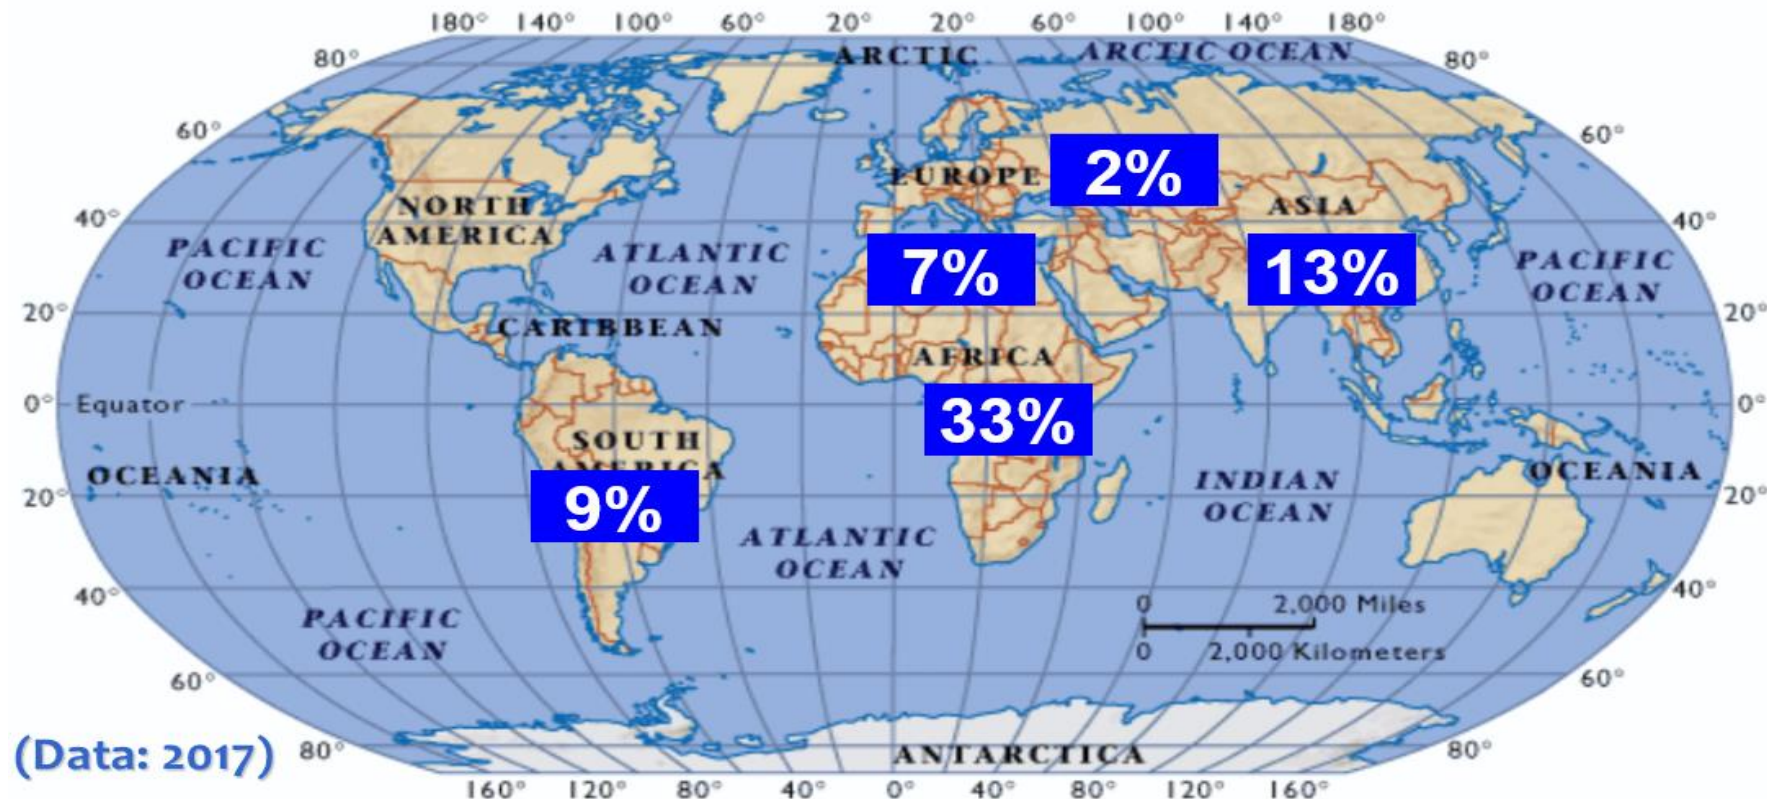 180° 140° 100° 60° 20° 20° 60° 100° 140° 180°
80° ARCTIC ARCTIC OCEAN 80°
60° 60°
2%
EUROPE
40° NORTH ASIA 40°
AMERICA
PACIFIC ATLANTIC 7% 13% PACIFIC
OCEAN OCEAN OCEAN
20° CARIBBEAN 20°
AFRICA
0° Equator 33% 0°
SOUTH
AMERICA
OCEANIA INDIAN OCEANIA
20° 9% OCEAN 20°
ATLANTIC
OCEAN
40° 0 2,000 Miles 40°
PACIFIC
OCEAN 0 2,000 Kilometers
60° 60°
(Data: 2017) 80° ANTARCTICA 80°
160° 120° 80° 40° 0° 40° 80° 120° 160°